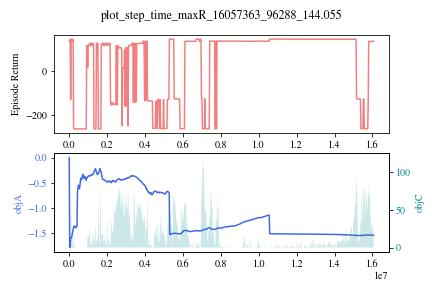 plot_step_time_maxR_16057363_96288_144.055
Episode Return
0
−200
0.0 0.2 0.4 0.6 0.8 1.0 1.2 1.4 1.6
objA
0.0
−0.5
−1.0
−1.5
objC
100
50
0
0.0 0.2 0.4 0.6 0.8 1.0 1.2 1.4 1.6
1e7